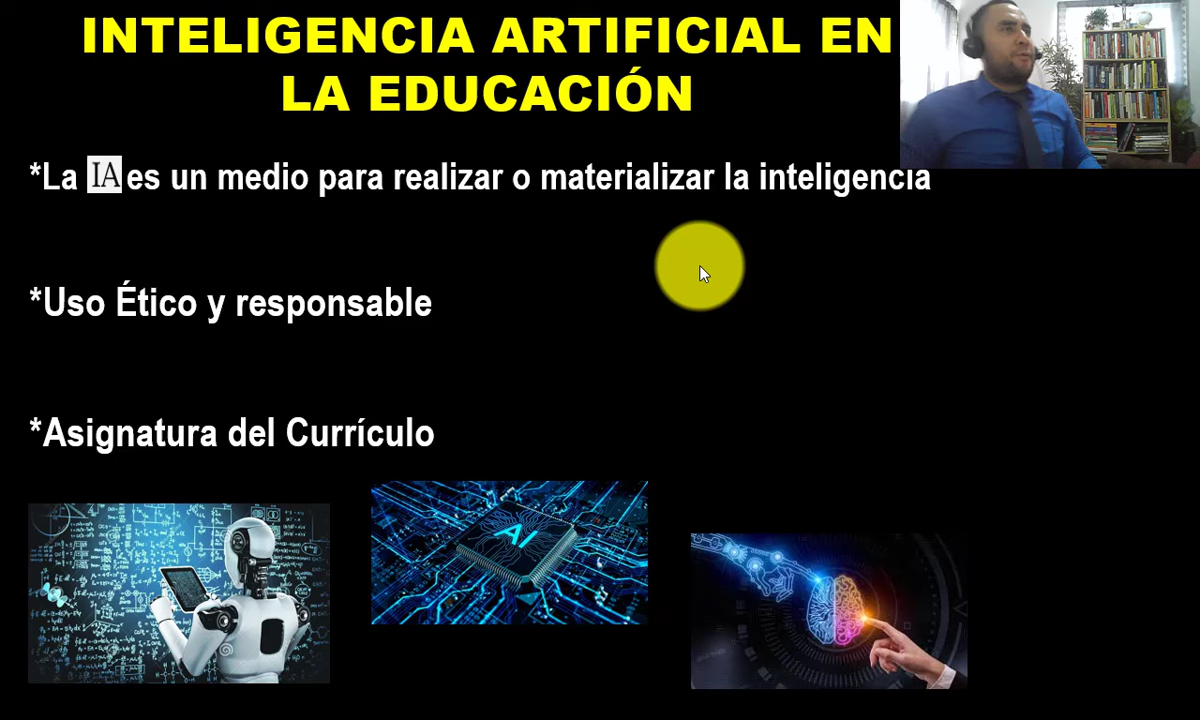 INTELIGENCIA ARTIFICIAL EN
LA EDUCACIÓN
*La IA es un medio para realizar o materializar la inteligencia
*Uso Ético y responsable
*Asignatura del Currículo
AI